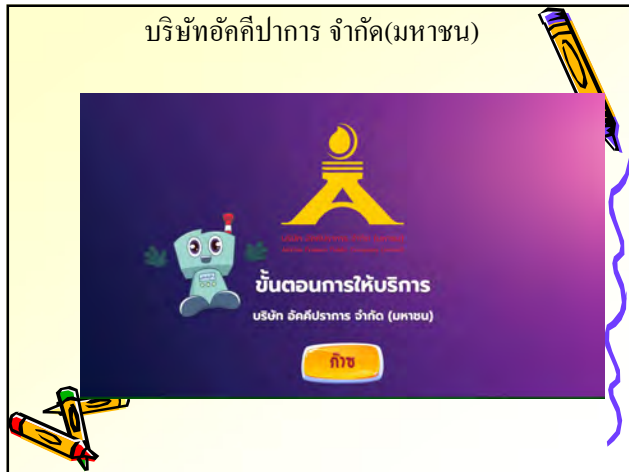 บริษัทอัคคีปาการ จำกัด(มหาชน)
ขั้นตอนการให้บริการ
บริษัท อัคคีปราการ จำกัด (มหาชน)
ก๊าซ